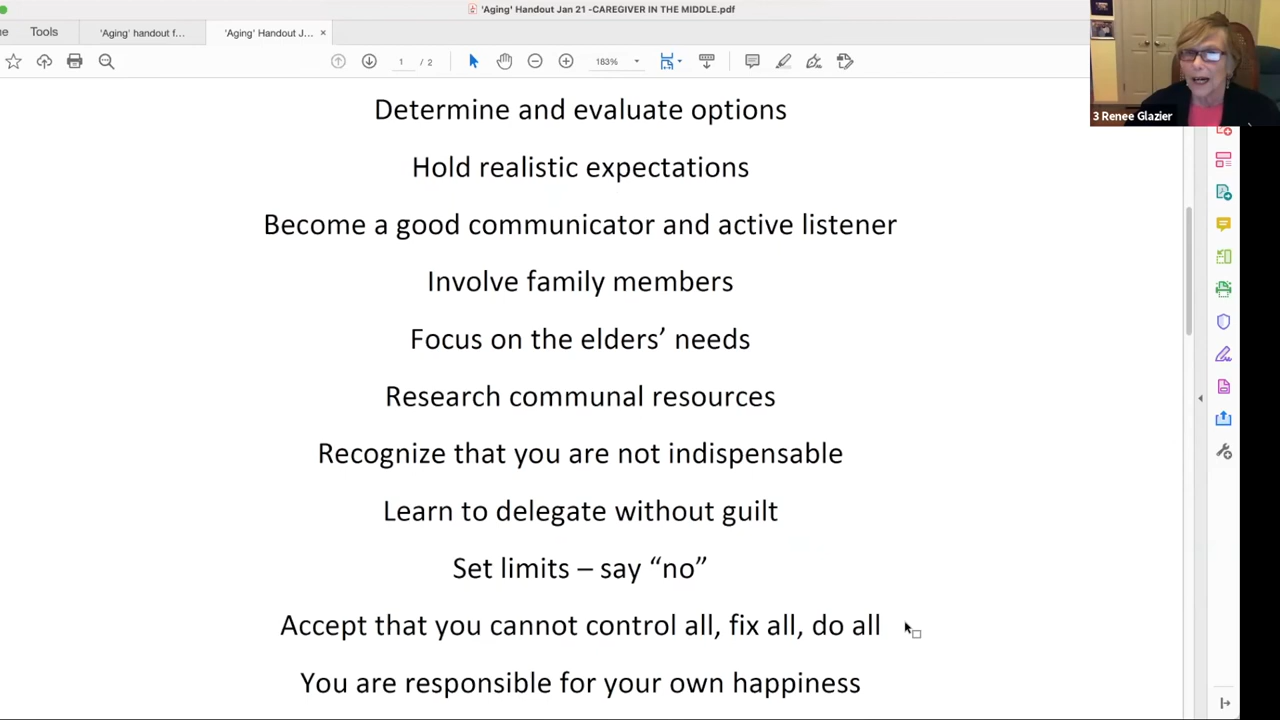 'Aging' Handout Jan 21 -CAREGIVER IN THE MIDDLE.pdf
Tools
'Aging' handout f...
'Aging' Handout J... ×
1 / 2
183%
3 Renee Glazier
Determine and evaluate options
Hold realistic expectations
Become a good communicator and active listener
Involve family members
Focus on the elders’ needs
Research communal resources
Recognize that you are not indispensable
Learn to delegate without guilt
Set limits – say “no”
Accept that you cannot control all, fix all, do all
You are responsible for your own happiness